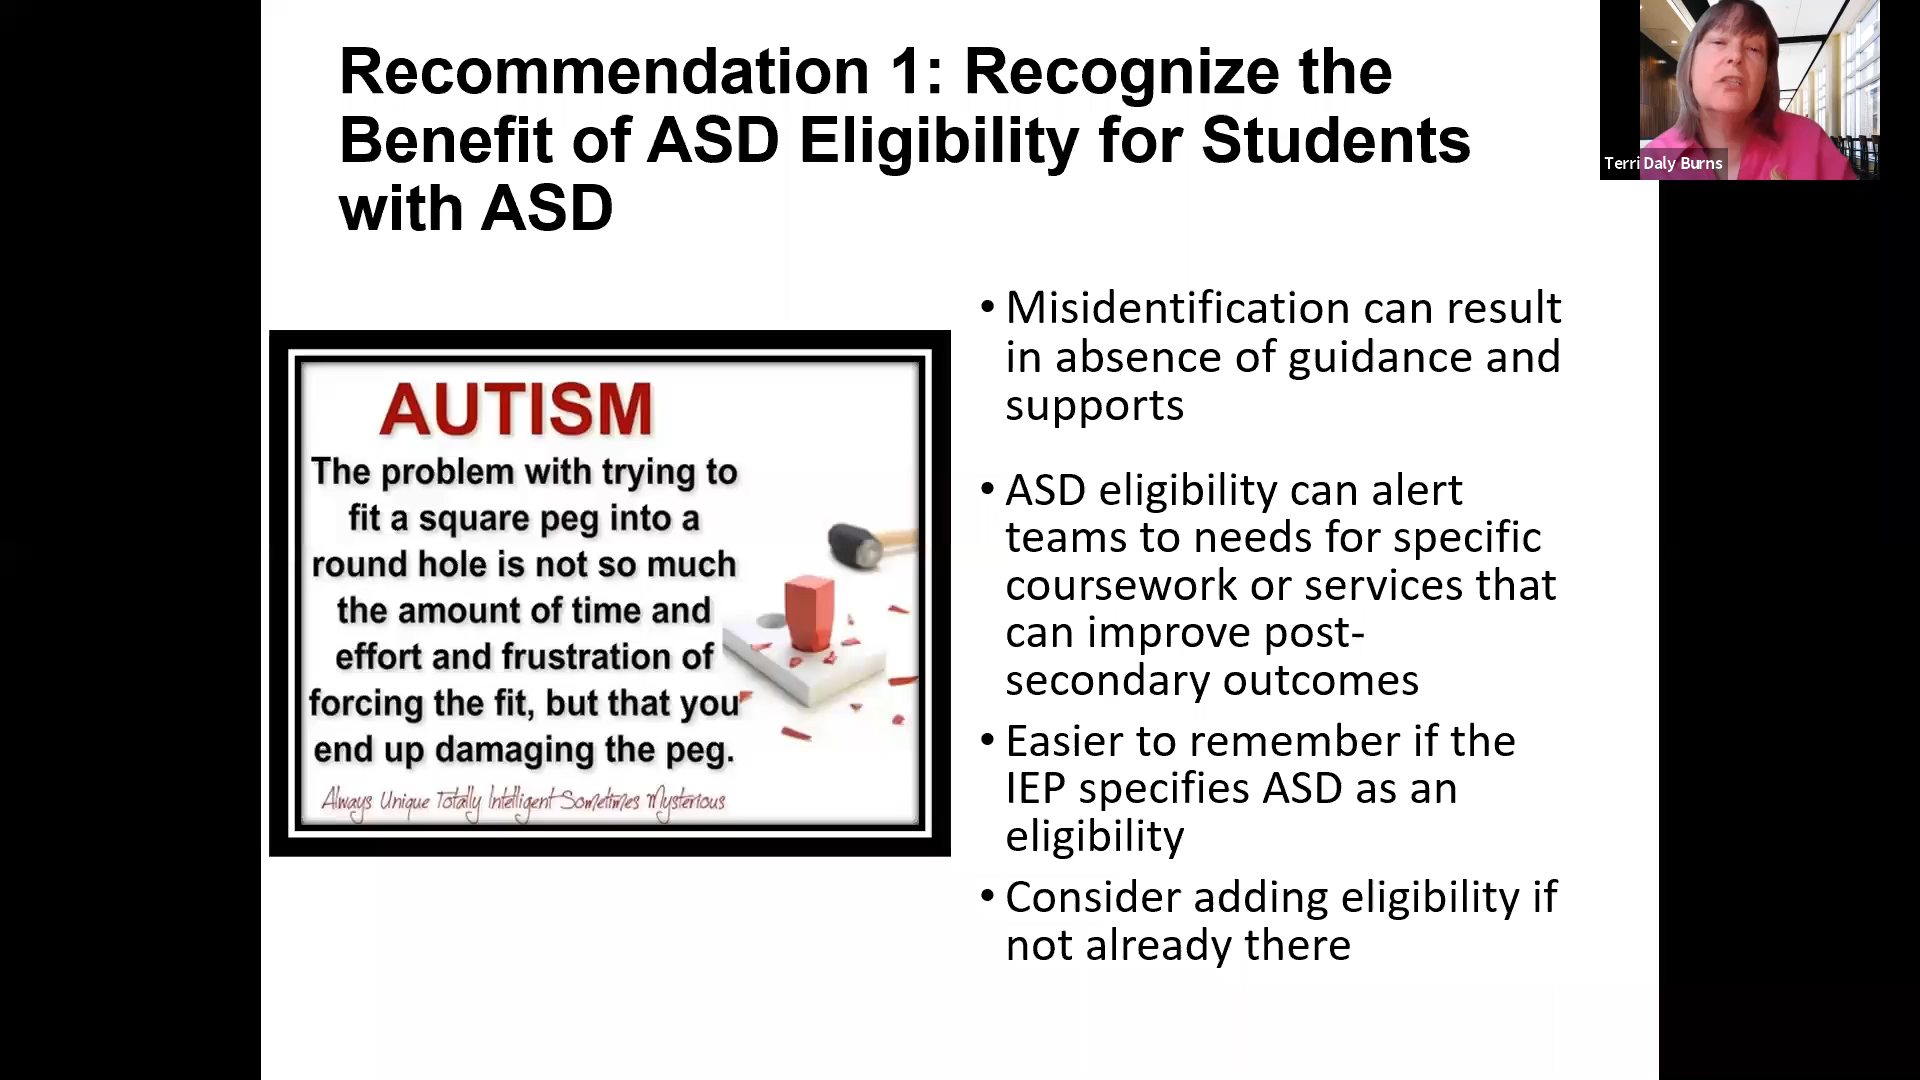 Recommendation 1: Recognize the
Benefit of ASD Eligibility for Students
with ASD
Terri Daly Burns
AUTISM
The problem with trying to
fit a square peg into a
round hole is not so much
the amount of time and
effort and frustration of
forcing the fit, but that you
end up damaging the peg.
Always Unique Totally Intelligent Sometimes Mysterious
• Misidentification can result
in absence of guidance and
supports
• ASD eligibility can alert
teams to needs for specific
coursework or services that
can improve post-
secondary outcomes
• Easier to remember if the
IEP specifies ASD as an
eligibility
• Consider adding eligibility if
not already there